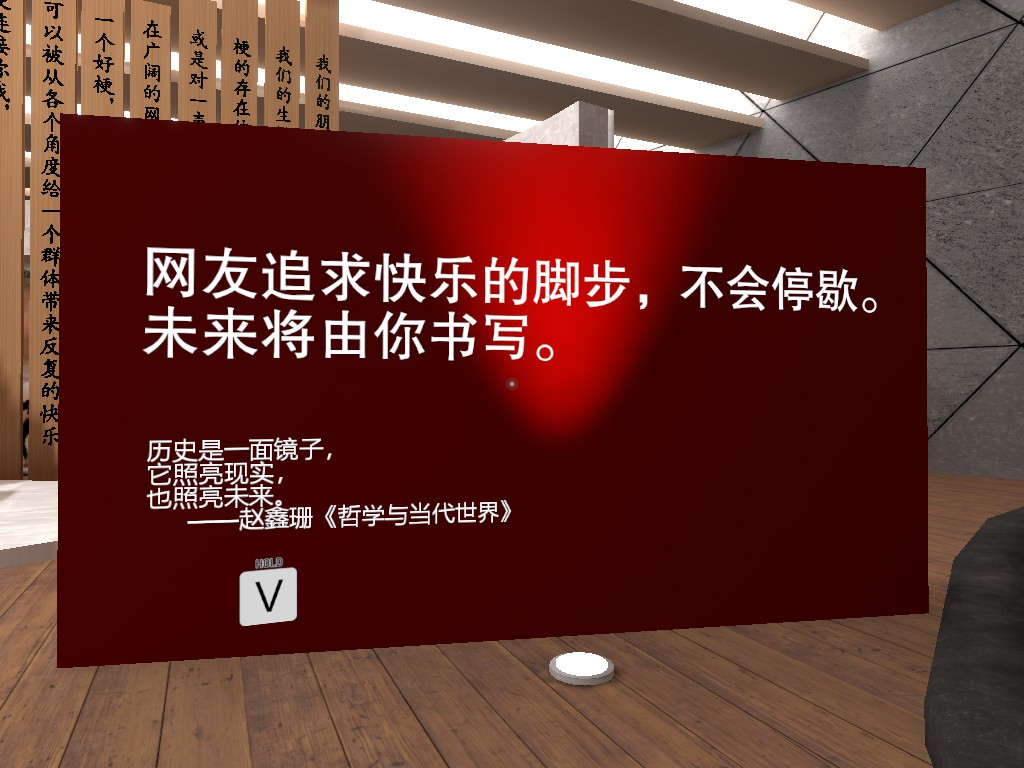 网友追求快乐的脚步，不会停歇。
未来将由你书写。
历史是一面镜子，
它照亮现实，
也照亮未来。
——赵鑫珊《哲学与当代世界》
HOLD
V
我们的朋
我们的生
梗的存在
或是对一
在广阔的网
一个好梗，
可以被从各个角度给一个群体带来反复的快乐